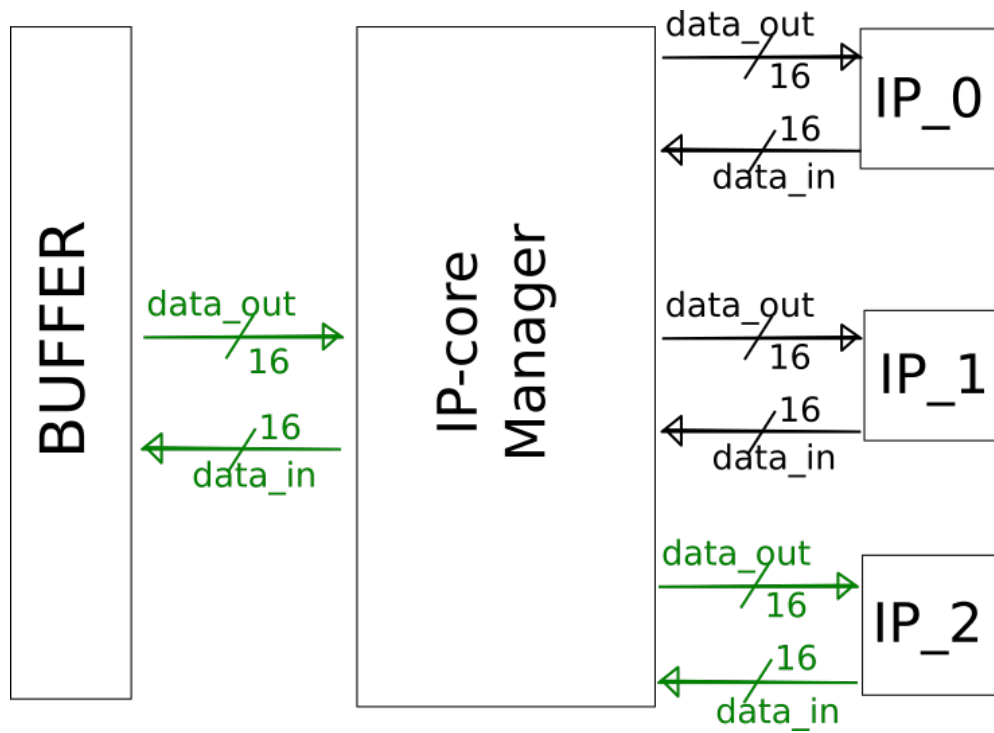 BUFFER
data_out
16
16
data_in
IP-core
Manager
data_out
16
16
data_in
IP_0
data_out
16
16
data_in
IP_1
data_out
16
16
data_in
IP_2